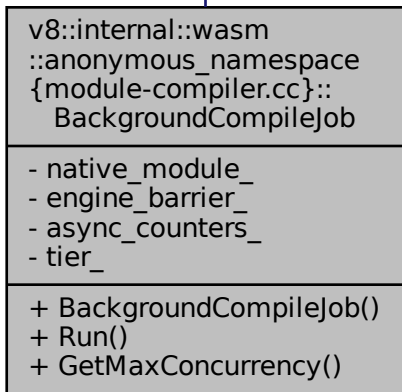 v8::internal::wasm
::anonymous_namespace
{module-compiler.cc}::
BackgroundCompileJob
- native_module_
- engine_barrier_
- async_counters_
- tier_
+ BackgroundCompileJob()
+ Run()
+ GetMaxConcurrency()